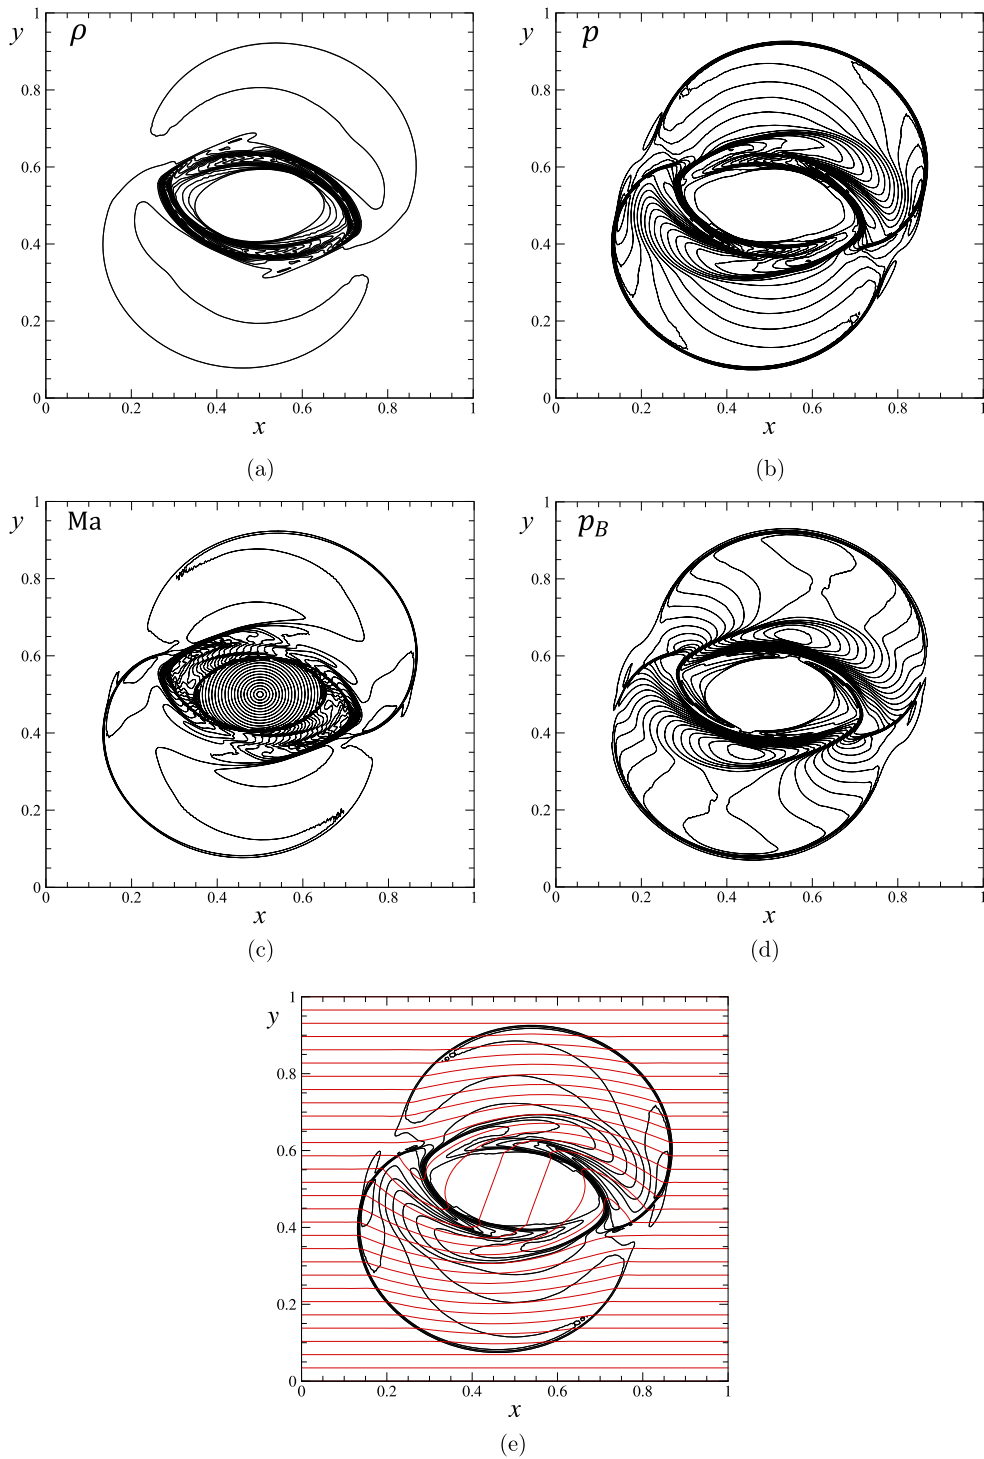 1 1
y ρ y p
0.8 0.8
0.6 0.6
0.4 0.4
0.2 0.2
0 0
0 0.2 0.4 0.6 0.8 1 0 0.2 0.4 0.6 0.8 1
x x
(a) (b)
1 1
y Ma y p_B
0.8 0.8
0.6 0.6
0.4 0.4
0.2 0.2
0 0
0 0.2 0.4 0.6 0.8 1 0 0.2 0.4 0.6 0.8 1
x x
(c) (d)
1
y
0.8
0.6
0.4
0.2
0
0 0.2 0.4 0.6 0.8 1
x
(e)